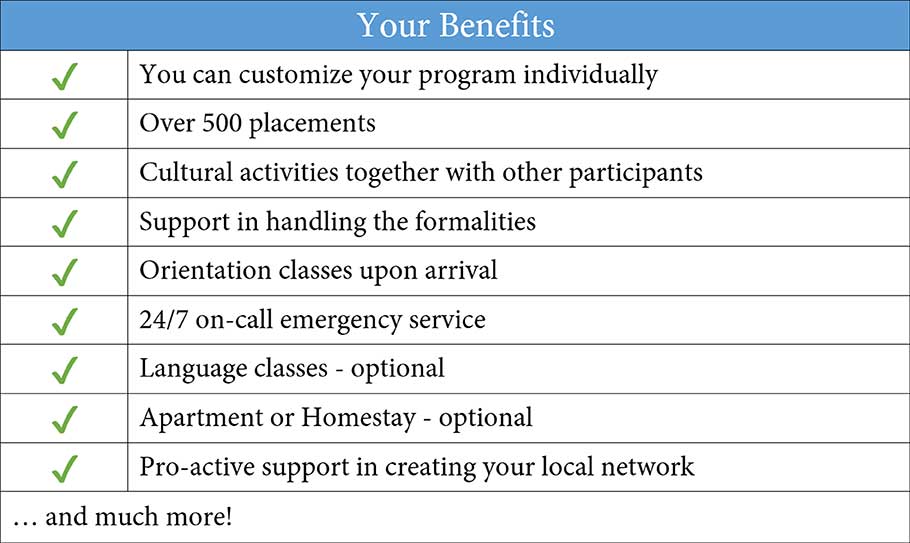 Your Benefits
You can customize your program individually
Over 500 placements
Cultural activities together with other participants
Support in handling the formalities
Orientation classes upon arrival
24/7 on-call emergency service
Language classes - optional
Apartment or Homestay - optional
Pro-active support in creating your local network
… and much more!